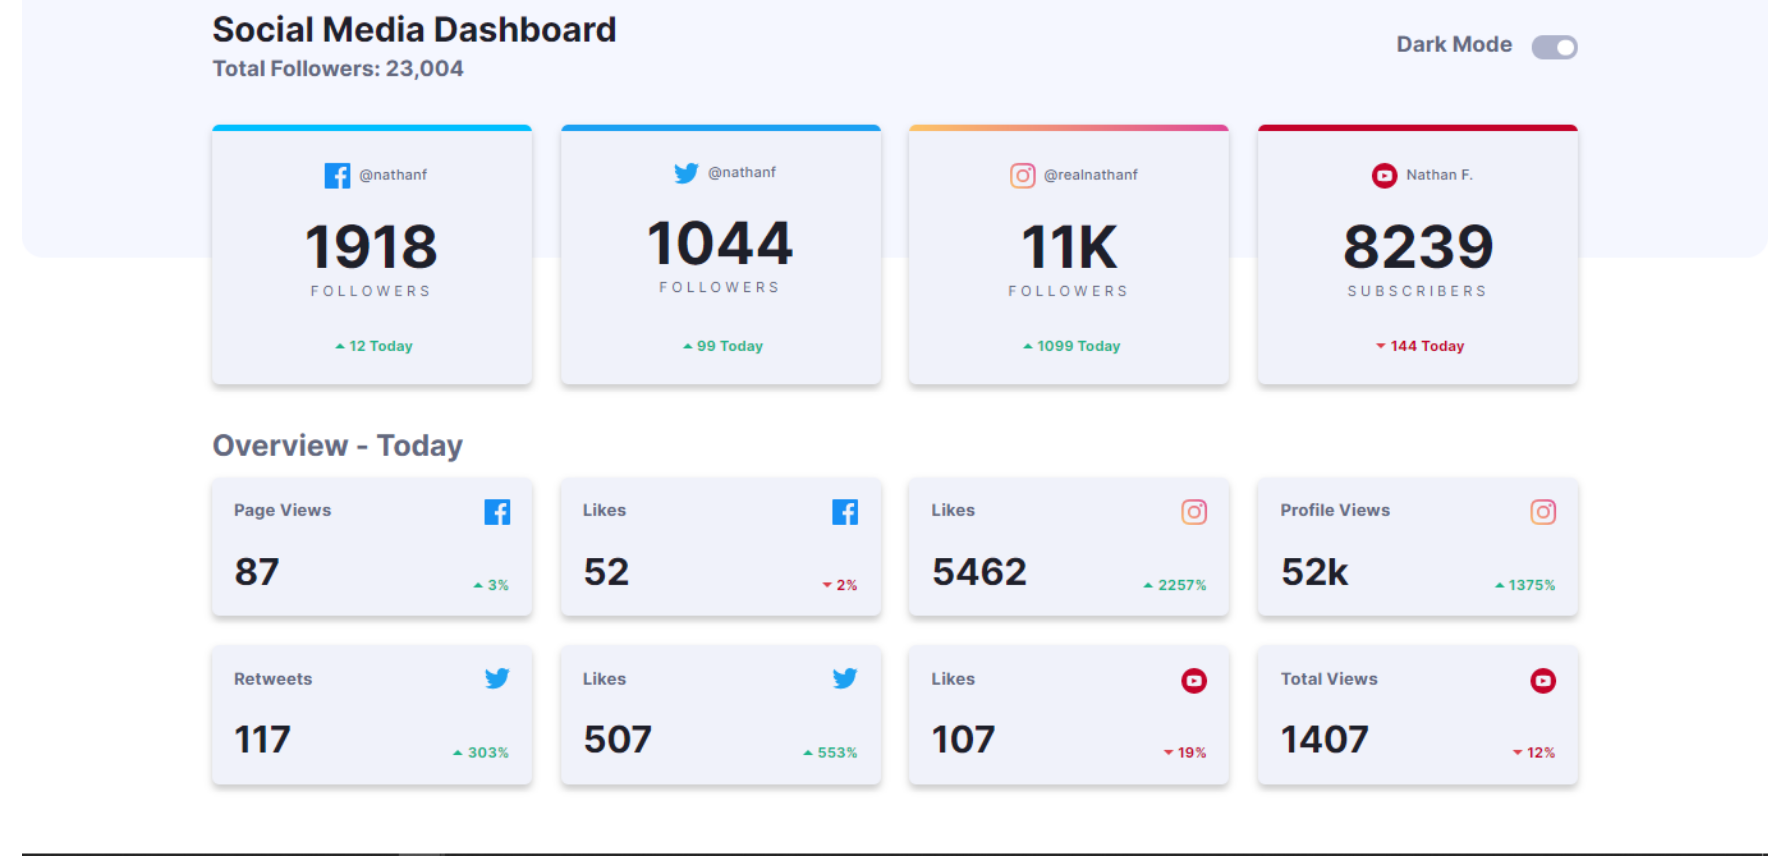 Social Media Dashboard
Total Followers: 23,004
Dark Mode
@nathanf
1918
FOLLOWERS
12 Today
@nathanf
1044
FOLLOWERS
99 Today
@realnathanf
11K
FOLLOWERS
1099 Today
Nathan F.
8239
SUBSCRIBERS
144 Today
Overview - Today
Page Views
87
3%
Likes
52
2%
Likes
5462
2257%
Profile Views
52k
1375%
Retweets
117
303%
Likes
507
553%
Likes
107
19%
Total Views
1407
12%